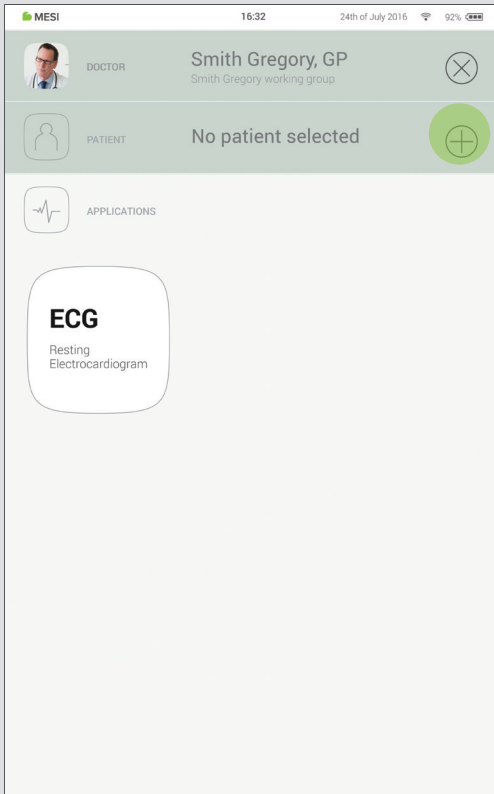 MESI 16:32 24th of July 2016 92%
DOCTOR Smith Gregory, GP
Smith Gregory working group
PATIENT No patient selected
APPLICATIONS
ECG
Resting
Electrocardiogram